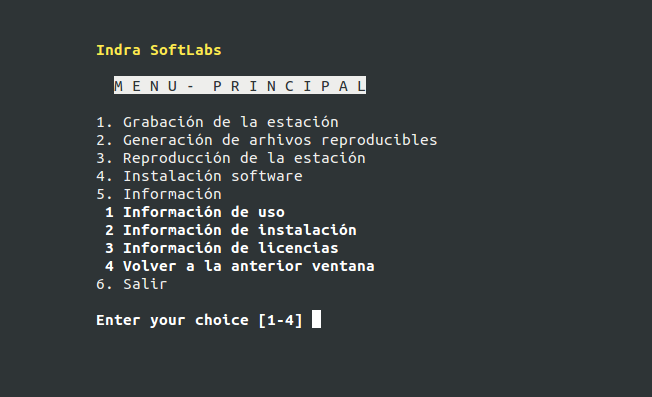 Indra SoftLabs
M E N U - P R I N C I P A L
1. Grabación de la estación
2. Generación de arhivos reproducibles
3. Reproducción de la estación
4. Instalación software
5. Información
1 Información de uso
2 Información de instalación
3 Información de licencias
4 Volver a la anterior ventana
6. Salir
Enter your choice [1-4]